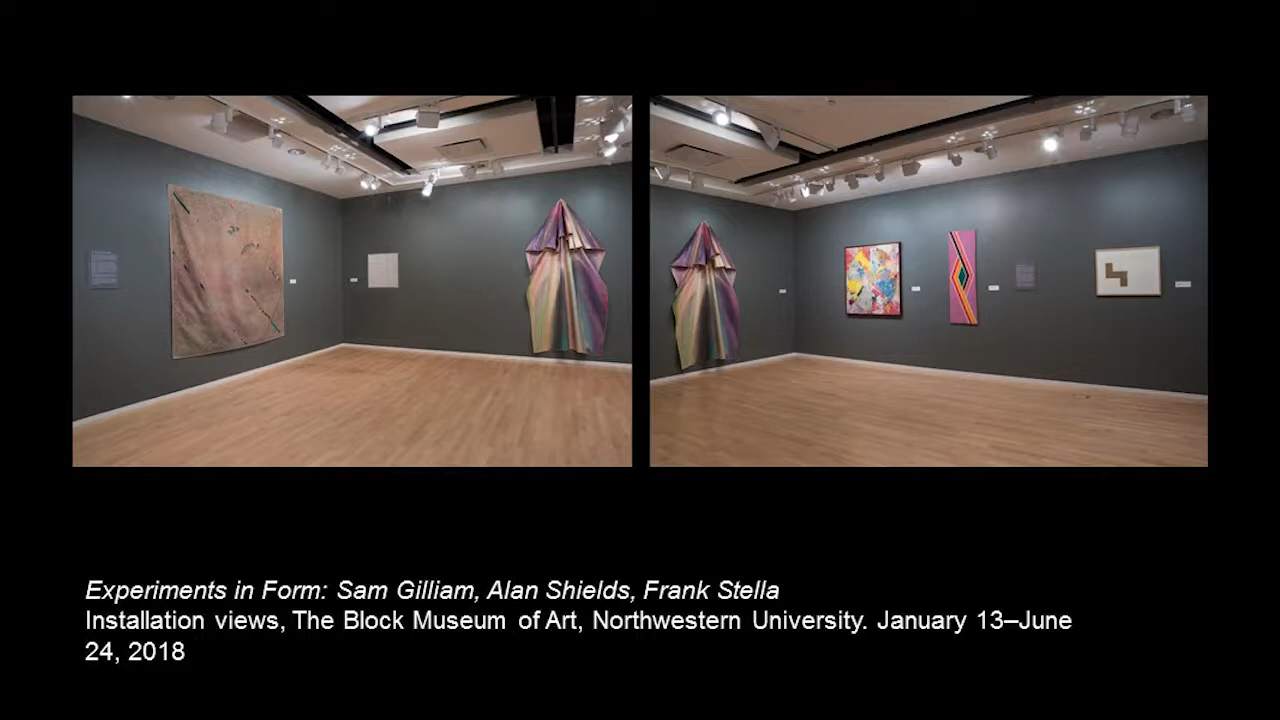 Experiments in Form: Sam Gilliam, Alan Shields, Frank Stella
Installation views, The Block Museum of Art, Northwestern University. January 13–June
24, 2018